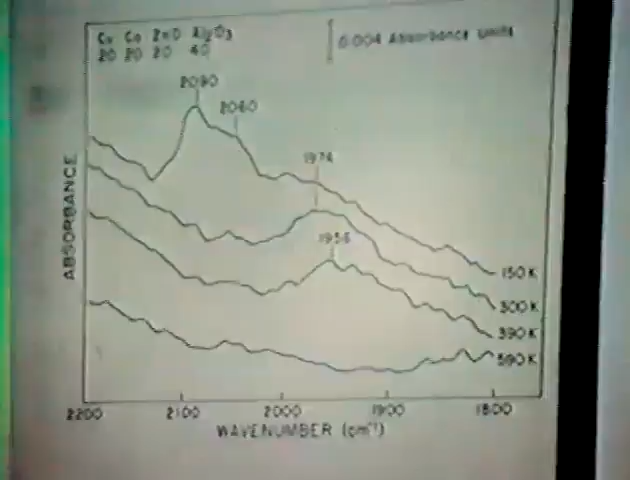 Cu Co ZnO Al2O3
20 20 20 40
0.004 Absorbance units
2090
2060
1974
1956
ABSORBANCE
150 K
300 K
390 K
590 K
2200 2100 2000 1900 1800
WAVENUMBER (cm⁻¹)